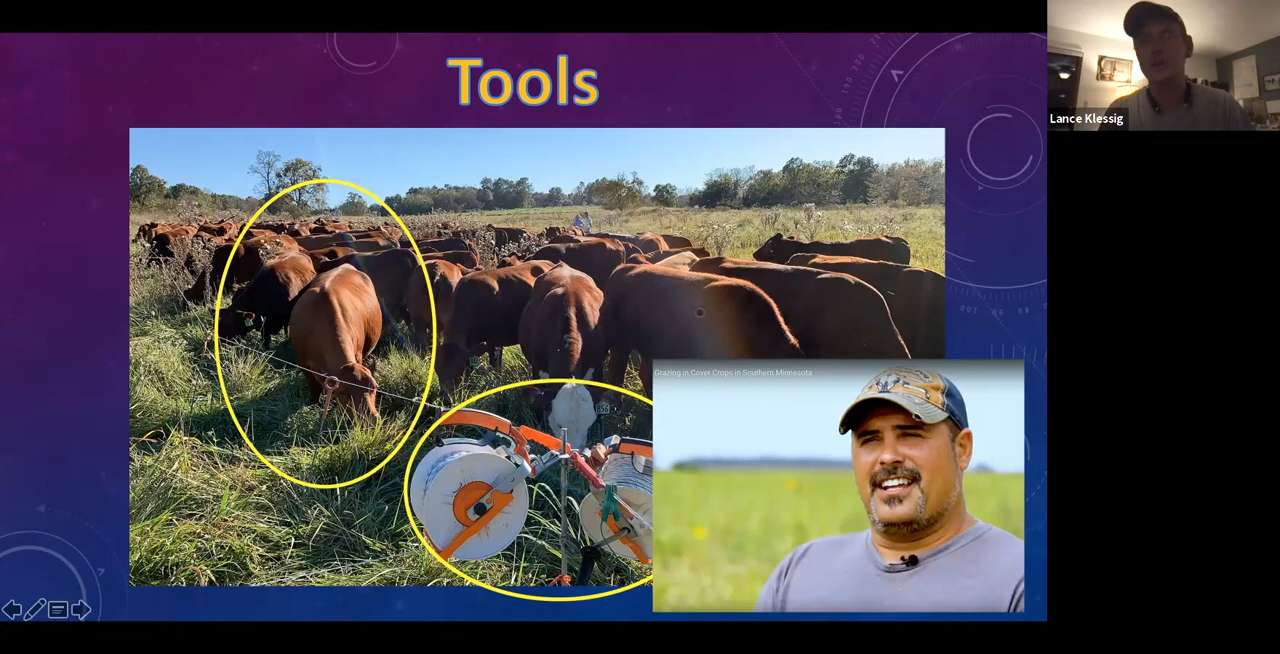 Tools
Lance Klessig
Grazing in Cover Crops in Southern Minnesota